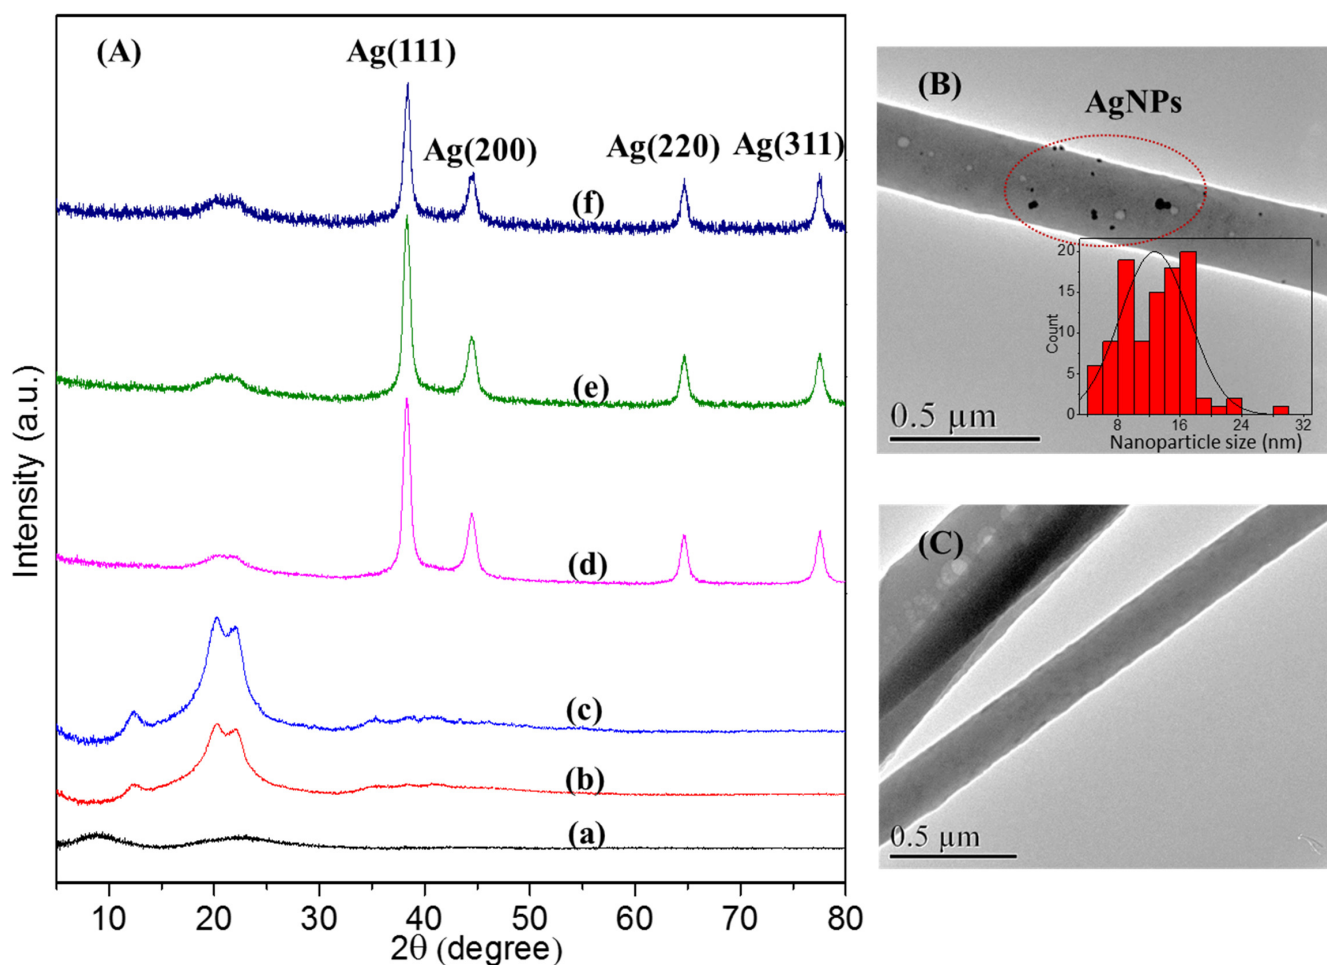 (A)
Ag(111)
Ag(200)
Ag(220)
Ag(311)
(f)
(e)
(d)
(c)
(b)
(a)
Intensity (a.u.)
10 20 30 40 50 60 70 80
2θ (degree)
(B)
AgNPs
20
15
10
5
0
Count
8 16 24 32
Nanoparticle size (nm)
0.5 µm
(C)
0.5 µm